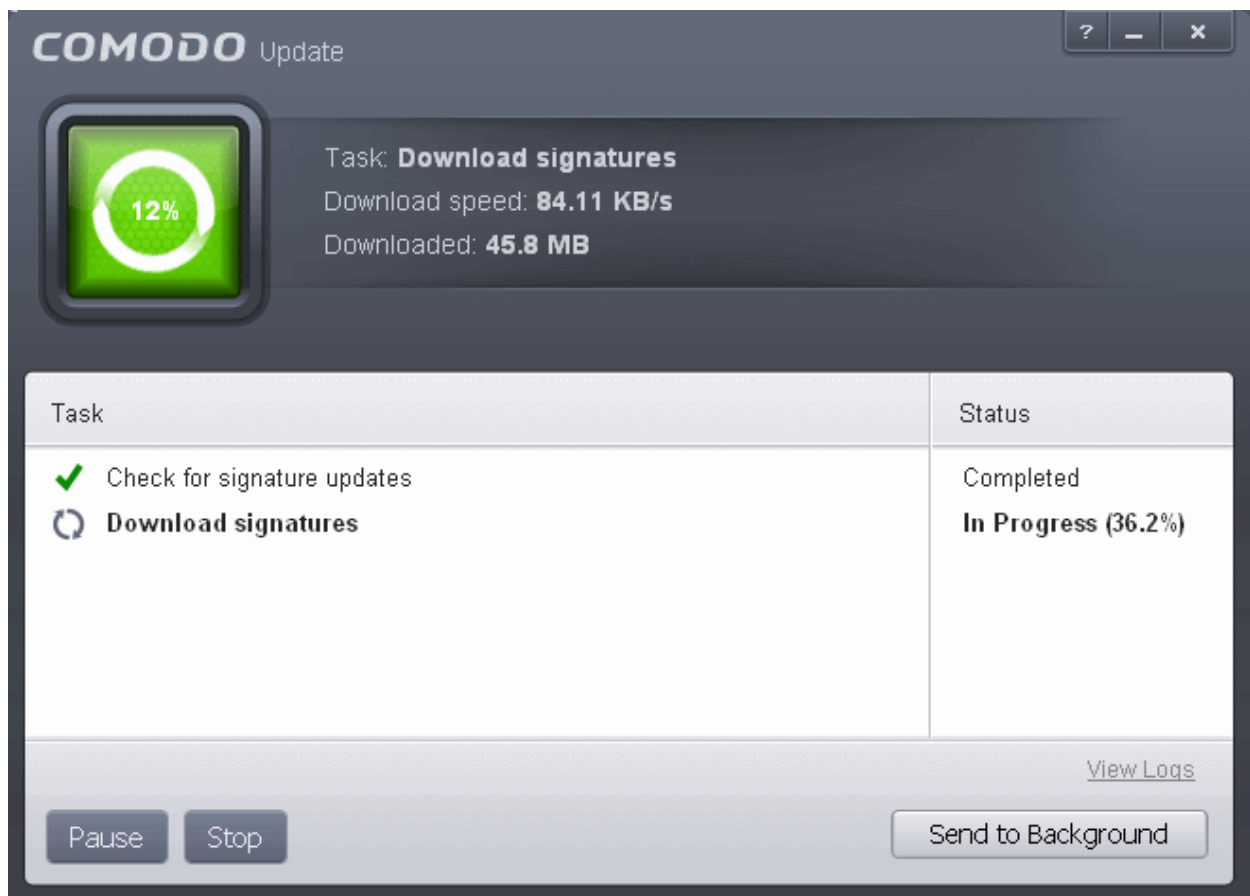 COMODO Update
?
12%
Task: Download signatures
Download speed: 84.11 KB/s
Downloaded: 45.8 MB
Task Status
Check for signature updates Completed
Download signatures In Progress (36.2%)
View Logs
Pause Stop Send to Background